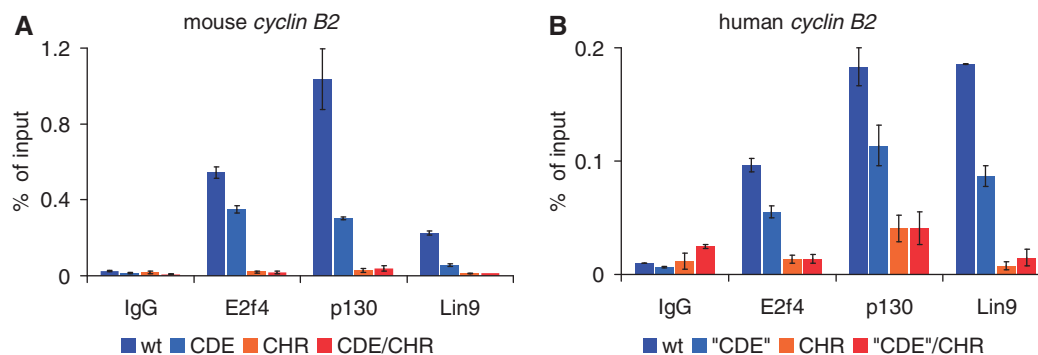 A mouse cyclin B2
% of input
1.2
0.8
0.4
0
IgG E2f4 p130 Lin9
wt CDE CHR CDE/CHR
B human cyclin B2
% of input
0.2
0.1
0
IgG E2f4 p130 Lin9
wt "CDE" CHR "CDE"/CHR